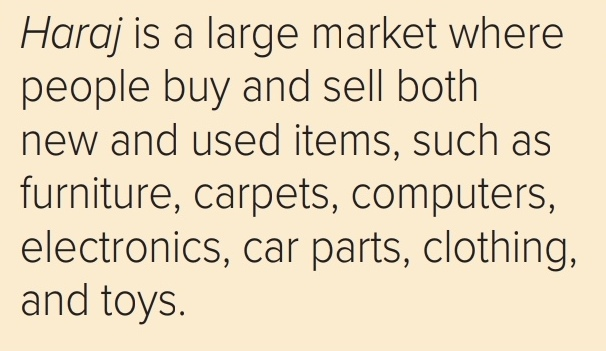 Haraj is a large market where
people buy and sell both
new and used items, such as
furniture, carpets, computers,
electronics, car parts, clothing,
and toys.